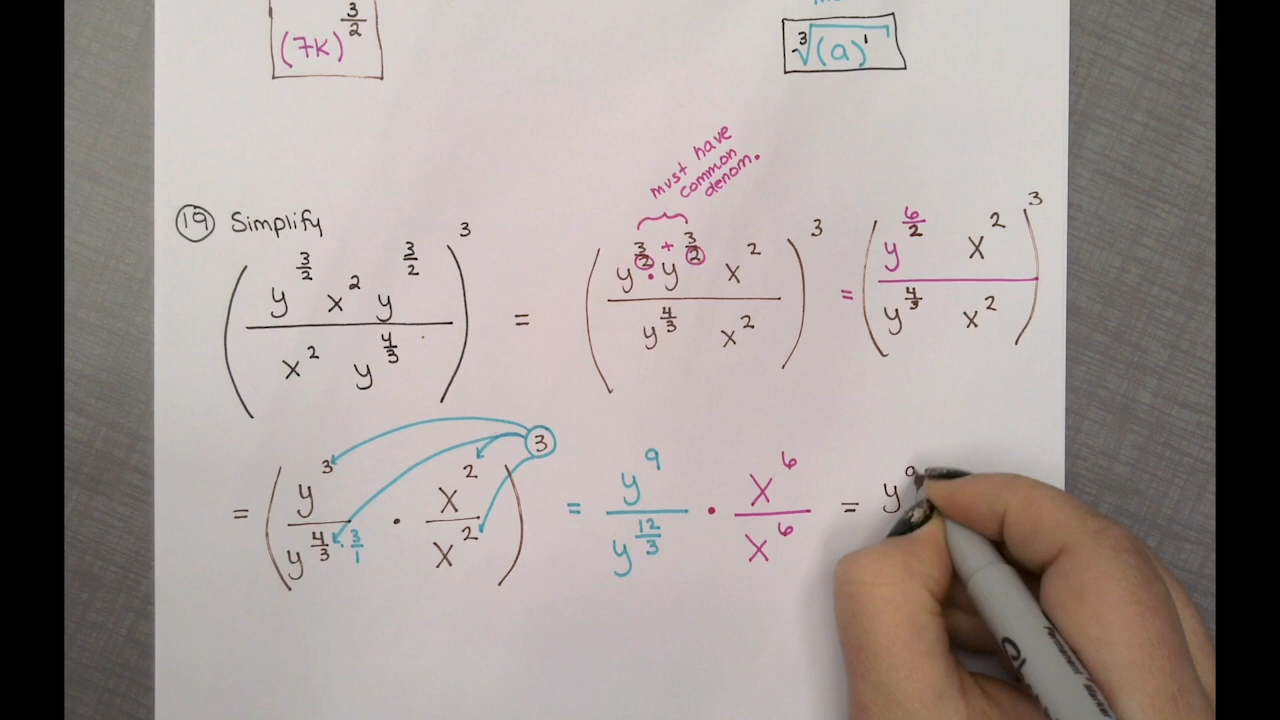 (7K)^{3/2}
∛(a)^1
must have
common
denom.
(19) Simplify
(y^{3/2} x^2 y^{3/2} / x^2 y^{4/3})^3 = (y^{3/2} · y^{3/2} x^2 / y^{4/3} x^2)^3 = (y^{6/2} x^2 / y^{4/3} x^2)^3
+
= (y^3 / y^{4/3} · x^2 / x^2)^3 = y^9 / y^{12/3} · x^6 / x^6 = y^9
· 3/1